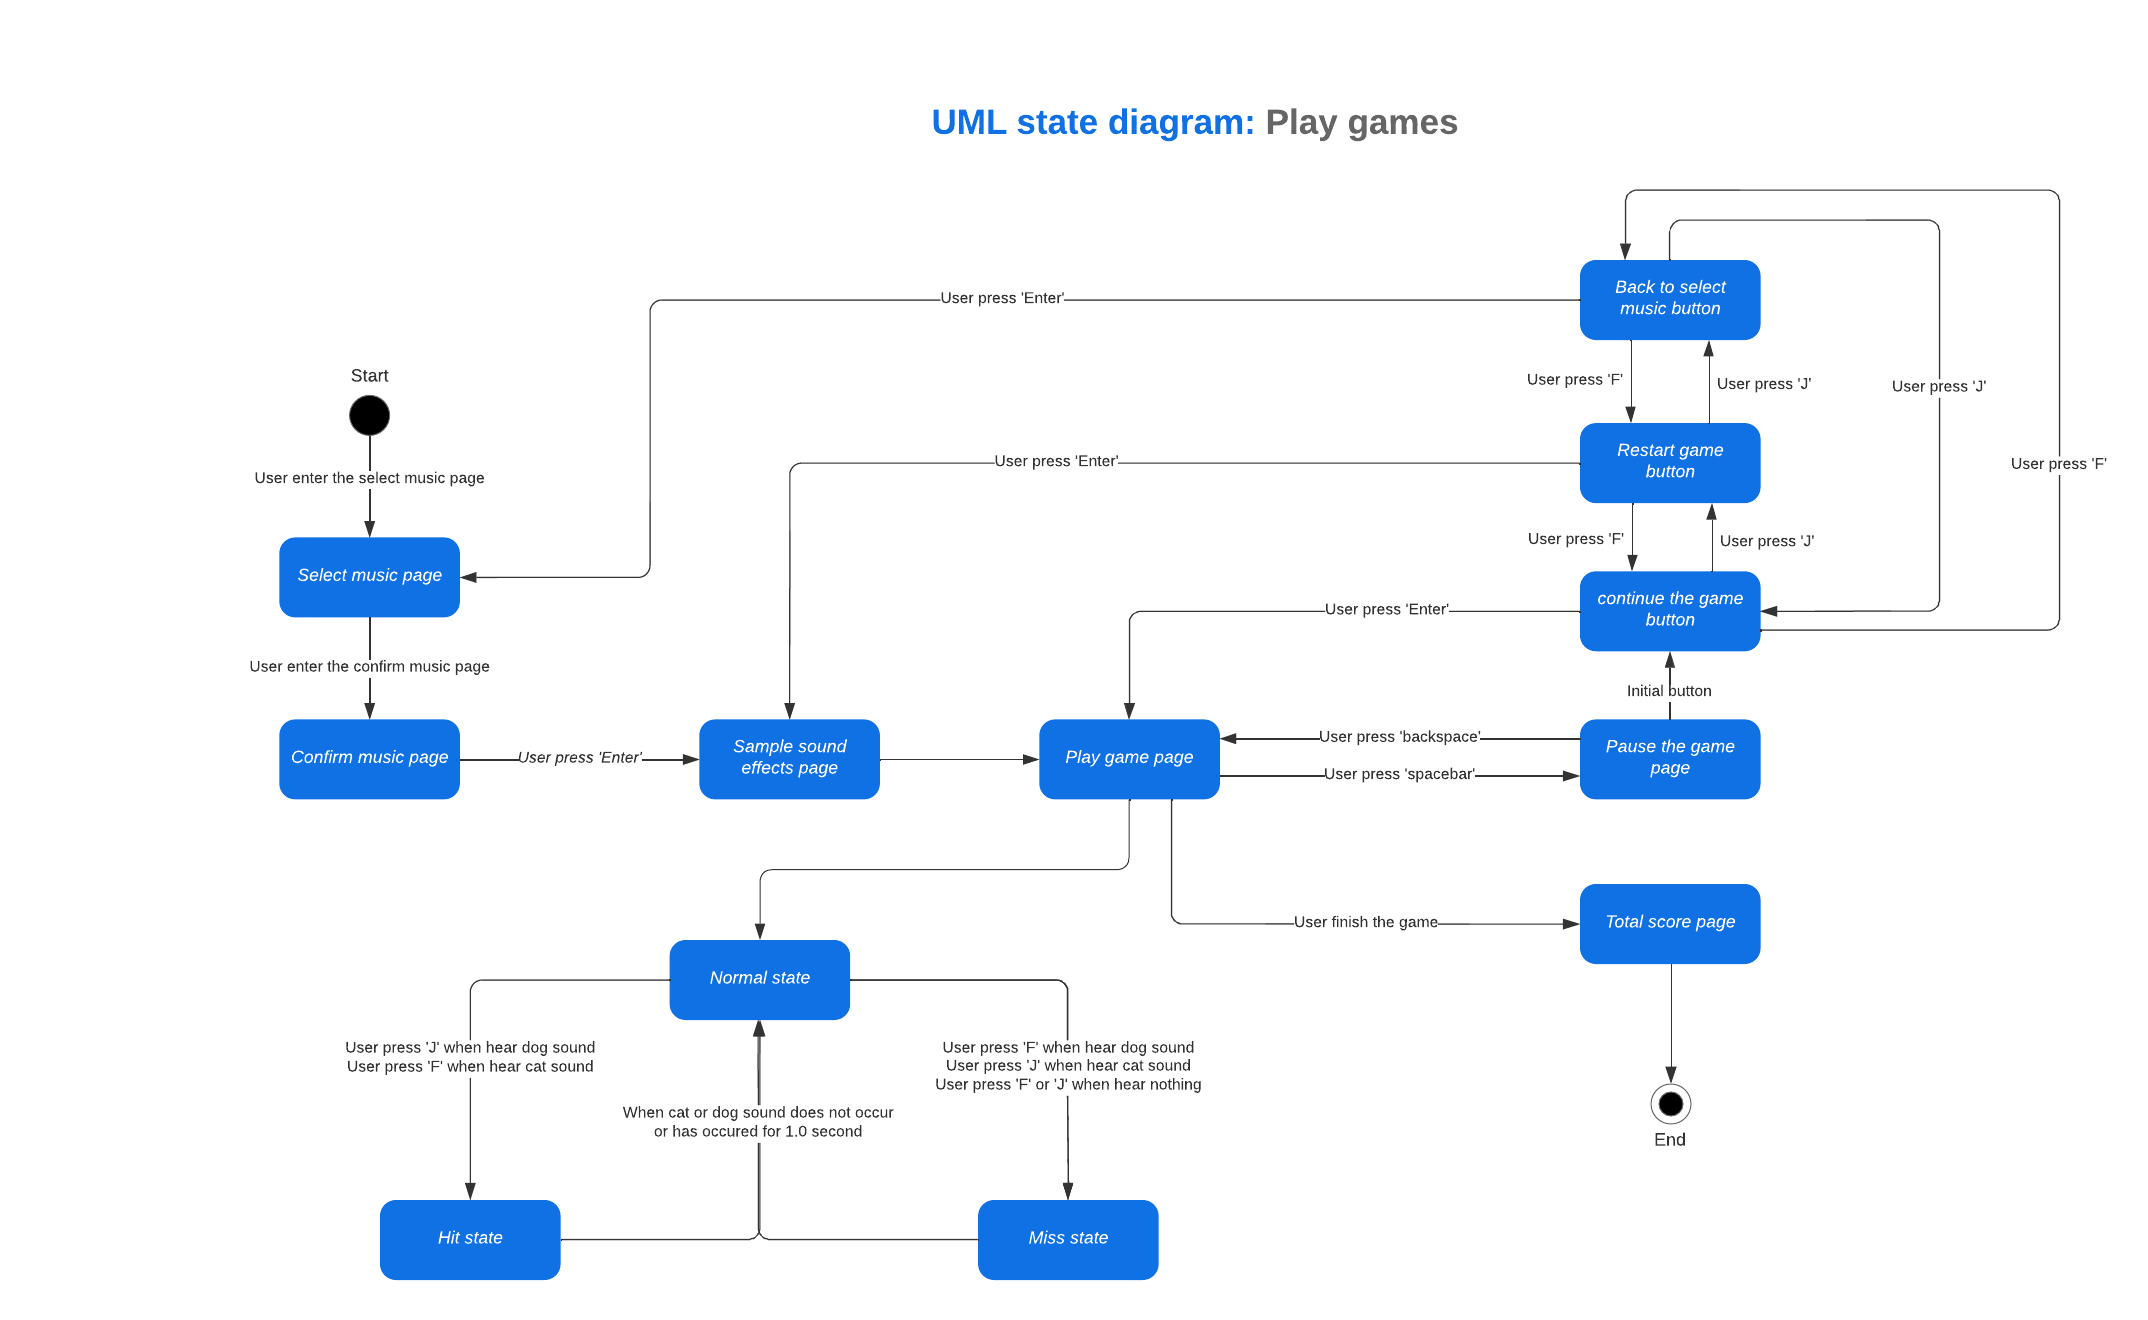 UML state diagram: Play games
Back to select
music button
User press 'Enter'
Start
User press 'F'
User press 'J'
User press 'J'
Restart game
button
User press 'Enter'
User press 'F'
User enter the select music page
User press 'F'
User press 'J'
Select music page
continue the game
button
User press 'Enter'
User enter the confirm music page
Initial button
Confirm music page
User press 'Enter'
Sample sound
effects page
Play game page
User press 'backspace'
User press 'spacebar'
Pause the game
page
User finish the game
Total score page
Normal state
User press 'J' when hear dog sound
User press 'F' when hear cat sound
User press 'F' when hear dog sound
User press 'J' when hear cat sound
User press 'F' or 'J' when hear nothing
When cat or dog sound does not occur
or has occured for 1.0 second
End
Hit state
Miss state